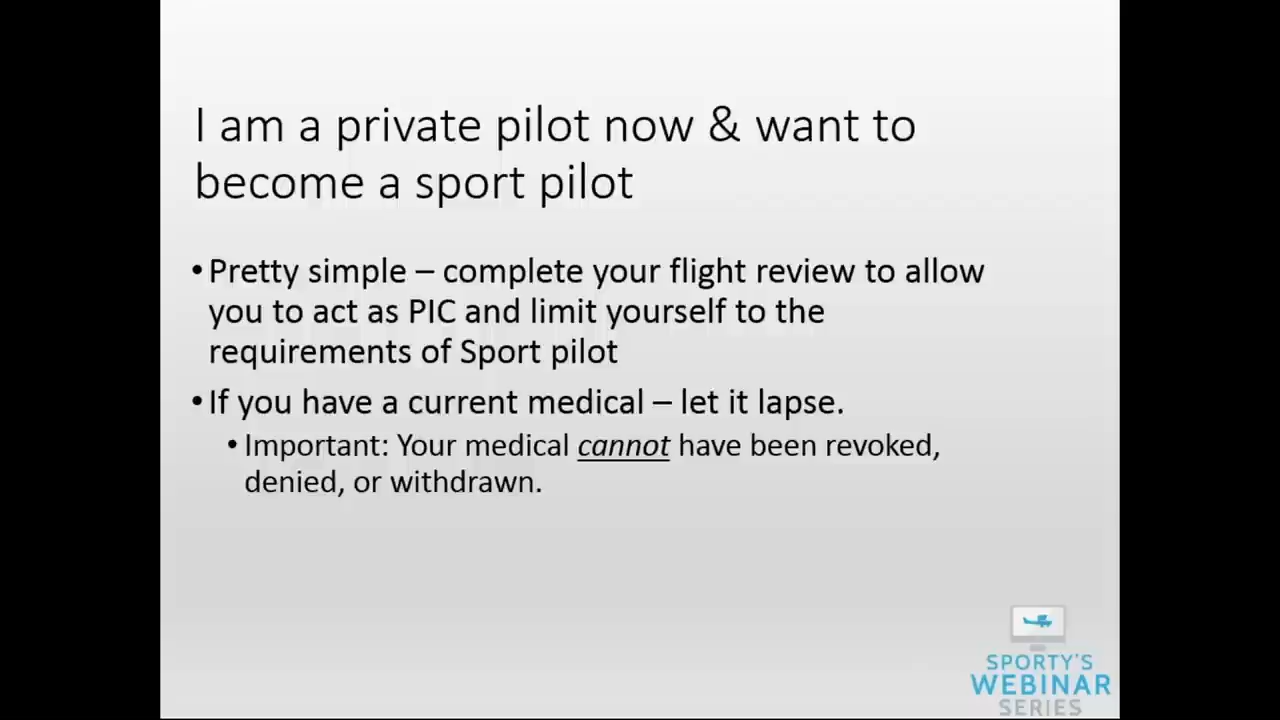 I am a private pilot now & want to
become a sport pilot
•Pretty simple – complete your flight review to allow
you to act as PIC and limit yourself to the
requirements of Sport pilot
•If you have a current medical – let it lapse.
•Important: Your medical cannot have been revoked,
denied, or withdrawn.
SPORTY'S
WEBINAR
SERIES